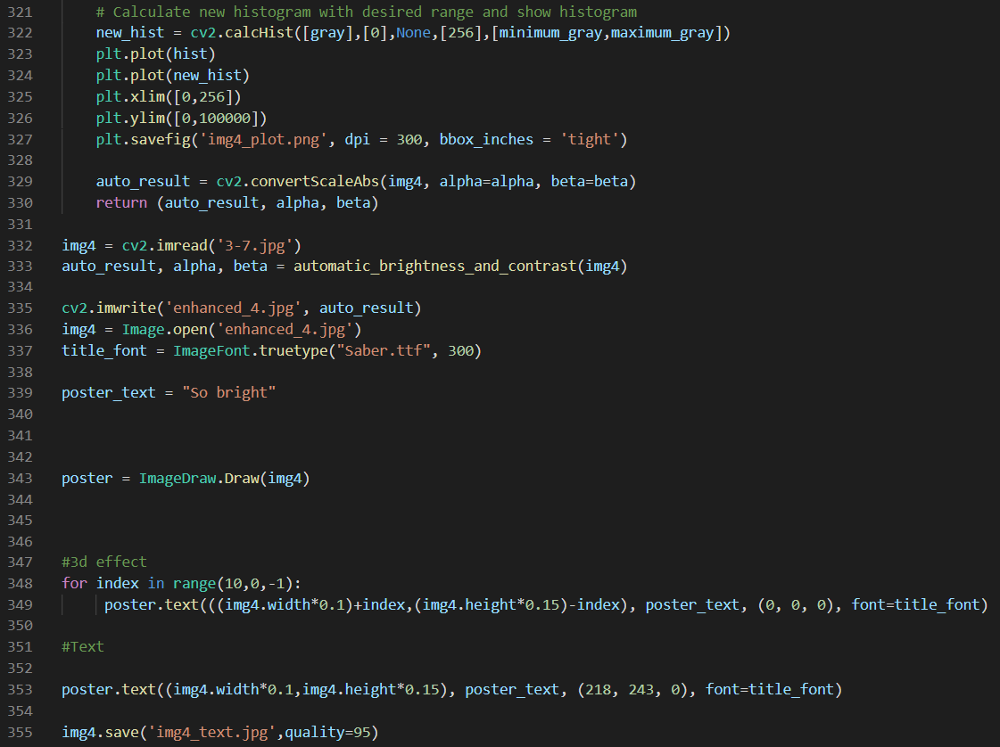 321 # Calculate new histogram with desired range and show histogram
322 new_hist = cv2.calcHist([gray],[0],None,[256],[minimum_gray,maximum_gray])
323 plt.plot(hist)
324 plt.plot(new_hist)
325 plt.xlim([0,256])
326 plt.ylim([0,100000])
327 plt.savefig('img4_plot.png', dpi = 300, bbox_inches = 'tight')
328
329 auto_result = cv2.convertScaleAbs(img4, alpha=alpha, beta=beta)
330 return (auto_result, alpha, beta)
331
332 img4 = cv2.imread('3-7.jpg')
333 auto_result, alpha, beta = automatic_brightness_and_contrast(img4)
334
335 cv2.imwrite('enhanced_4.jpg', auto_result)
336 img4 = Image.open('enhanced_4.jpg')
337 title_font = ImageFont.truetype("Saber.ttf", 300)
338
339 poster_text = "So bright"
340
341
342
343 poster = ImageDraw.Draw(img4)
344
345
346
347 #3d effect
348 for index in range(10,0,-1):
349 poster.text(((img4.width*0.1)+index,(img4.height*0.15)-index), poster_text, (0, 0, 0), font=title_font)
350
351 #Text
352
353 poster.text((img4.width*0.1,img4.height*0.15), poster_text, (218, 243, 0), font=title_font)
354
355 img4.save('img4_text.jpg',quality=95)